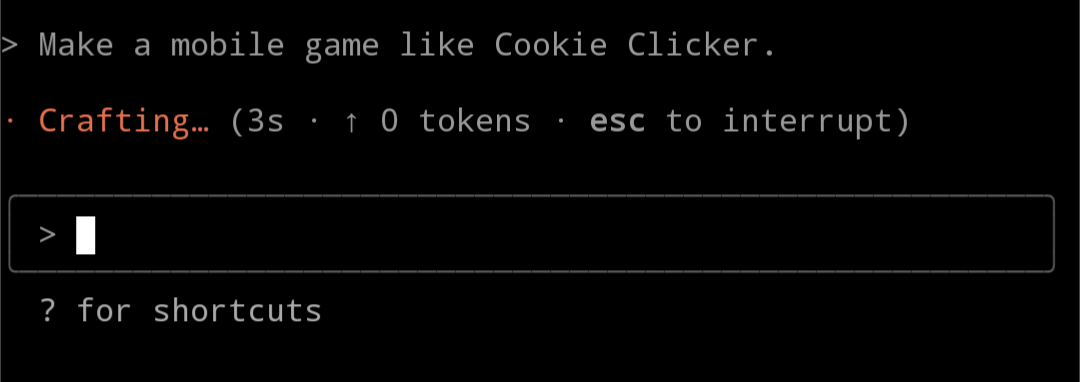 > Make a mobile game like Cookie Clicker.
· Crafting… (3s · ↑ 0 tokens · esc to interrupt)
>
? for shortcuts